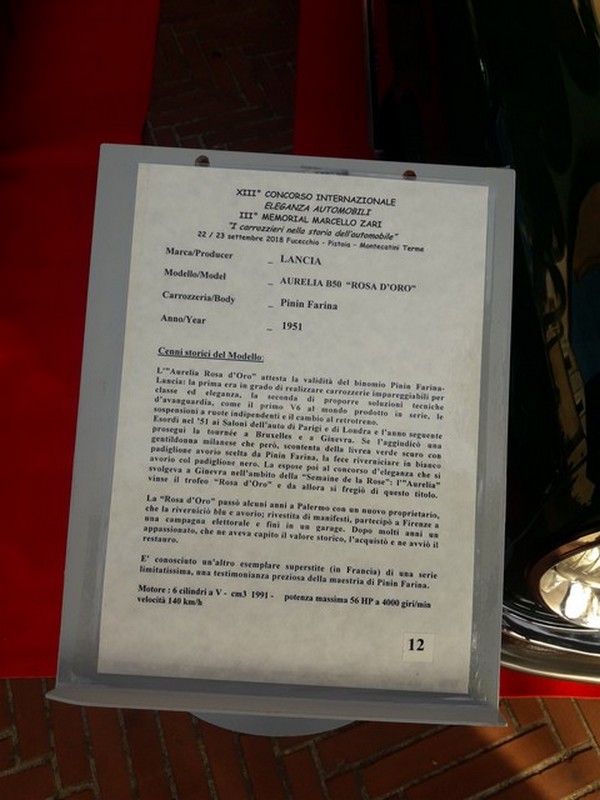 XIII° CONCORSO INTERNAZIONALE
ELEGANZA AUTOMOBILI
III° MEMORIAL MARCELLO ZARI
"I carrozzieri nella storia dell'automobile"
22 / 23 settembre 2018 Fucecchio - Pistoia - Montecatini Terme
Marca/Producer _ LANCIA
Modello/Model _ AURELIA B50 "ROSA D'ORO"
Carrozzeria/Body _ Pinin Farina
Anno/Year _ 1951
Cenni storici del Modello:
L'"Aurelia Rosa d'Oro" attesta la validità del binomio Pinin Farina-
Lancia: la prima era in grado di realizzare carrozzerie impareggiabili per
classe ed eleganza, la seconda di proporre soluzioni tecniche
d'avanguardia, come il primo V6 al mondo prodotto in serie, le
sospensioni a ruote indipendenti e il cambio al retrotreno.
Esordì nel '51 ai Saloni dell'auto di Parigi e di Londra e l'anno seguente
proseguì la tournée a Bruxelles e a Ginevra. Se l'aggiudicò una
gentildonna milanese che però, scontenta della livrea verde scuro con
padiglione avorio scelta da Pinin Farina, la fece riverniciare in bianco
avorio col padiglione nero. La espose poi al concorso d'eleganza che si
svolgeva a Ginevra nell'ambito della "Semaine de la Rose": l'"Aurelia"
vinse il trofeo "Rosa d'Oro" e da allora si fregiò di questo titolo.
La "Rosa d'Oro" passò alcuni anni a Palermo con un nuovo proprietario,
che la riverniciò blu e avorio; rivestita di manifesti, partecipò a Firenze a
una campagna elettorale e finì in un garage. Dopo molti anni un
appassionato, che ne aveva capito il valore storico, l'acquistò e ne avviò il
restauro.
E' conosciuto un'altro esemplare superstite (in Francia) di una serie
limitatissima, una testimonianza preziosa della maestria di Pinin Farina.
Motore : 6 cilindri a V - cm3 1991 - potenza massima 56 HP a 4000 giri/min
velocità 140 km/h
12